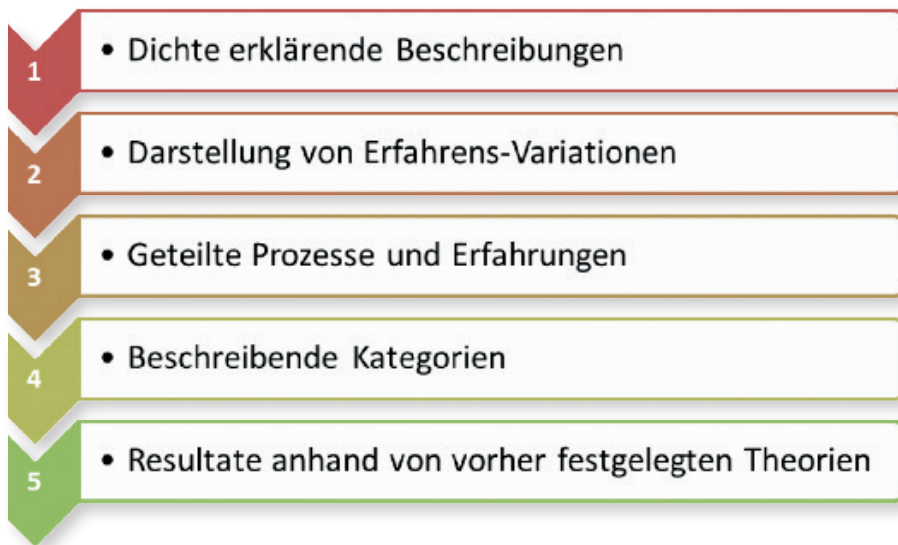 1 • Dichte erklärende Beschreibungen
2 • Darstellung von Erfahrens-Variationen
3 • Geteilte Prozesse und Erfahrungen
4 • Beschreibende Kategorien
5 • Resultate anhand von vorher festgelegten Theorien